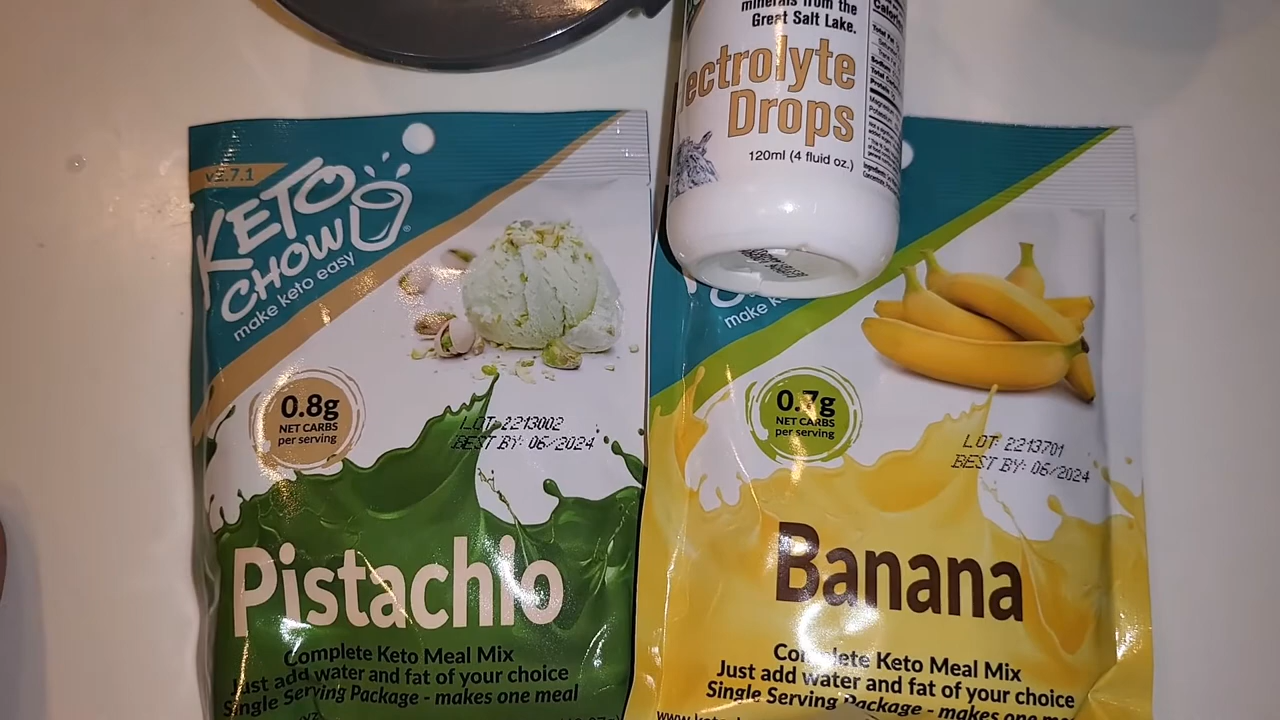 minerals from the
Great Salt Lake.
lectrolyte
Drops
120ml (4 fluid oz.)
v2.7.1
KETO
CHOW
make keto easy
0.8g
NET CARBS
per serving
LOT: 2213002
BEST BY: 06/2024
Pistachio
Complete Keto Meal Mix
Just add water and fat of your choice
Single Serving Package - makes one meal
make ke
0.7g
NET CARBS
per serving
LOT: 2213701
BEST BY: 06/2024
Banana
Complete Keto Meal Mix
Just add water and fat of your choice
Single Serving Package - makes one me